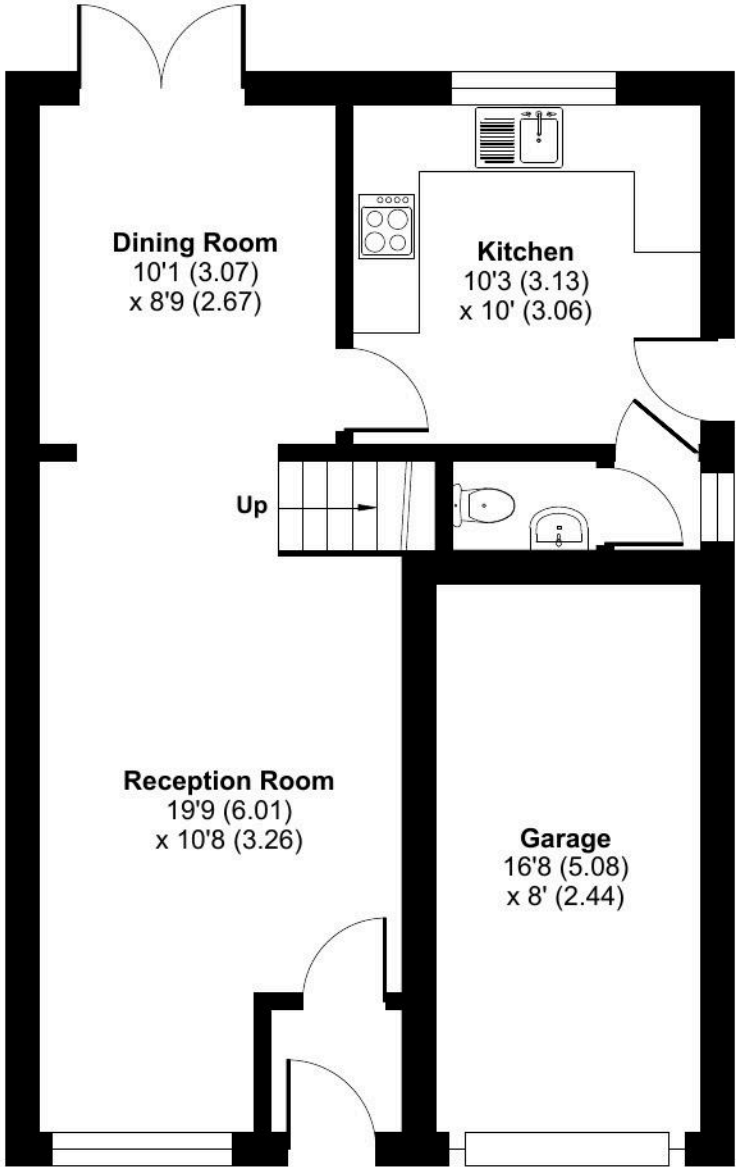 Dining Room
10'1 (3.07)
x 8'9 (2.67)
Kitchen
10'3 (3.13)
x 10' (3.06)
Up
Reception Room
19'9 (6.01)
x 10'8 (3.26)
Garage
16'8 (5.08)
x 8' (2.44)